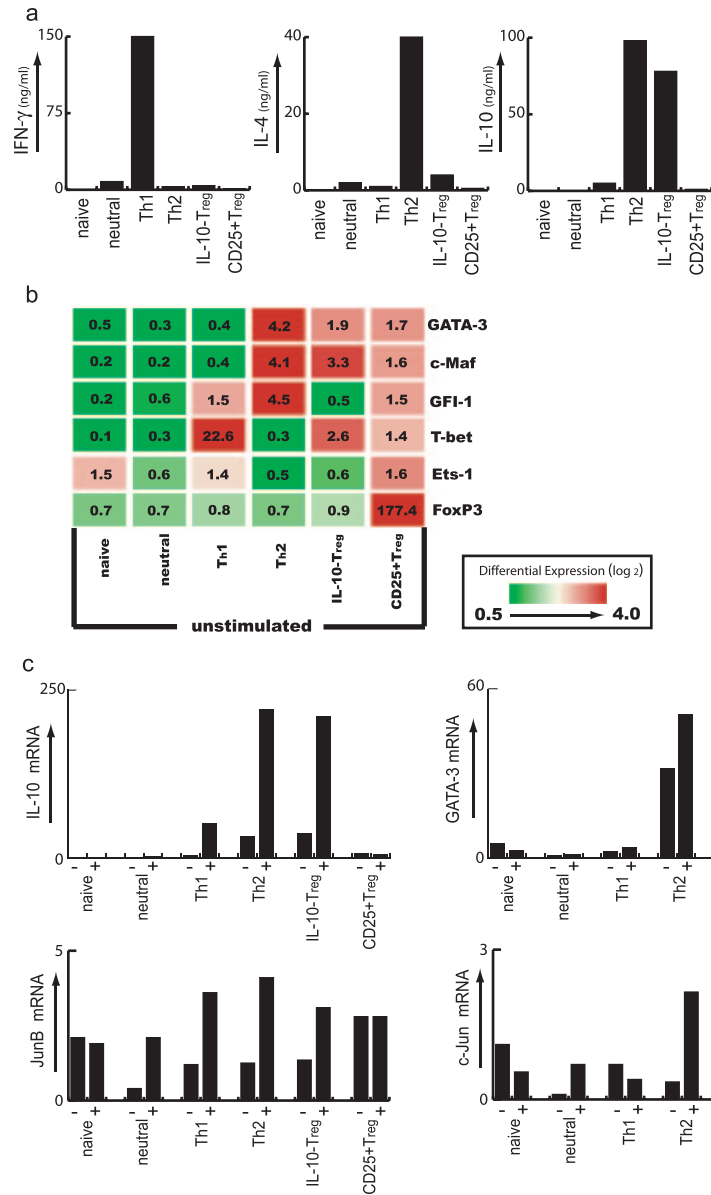 a
IFN-γ (ng/ml)
150
75
0
naive
neutral
Th1
Th2
IL-10-Treg
CD25+Treg
IL-4 (ng/ml)
40
20
0
naive
neutral
Th1
Th2
IL-10-Treg
CD25+Treg
IL-10 (ng/ml)
100
50
0
naive
neutral
Th1
Th2
IL-10-Treg
CD25+Treg
b
0.5 0.3 0.4 4.2 1.9 1.7 GATA-3
0.2 0.2 0.4 4.1 3.3 1.6 c-Maf
0.2 0.6 1.5 4.5 0.5 1.5 GFI-1
0.1 0.3 22.6 0.3 2.6 1.4 T-bet
1.5 0.6 1.4 0.5 0.6 1.6 Ets-1
0.7 0.7 0.8 0.7 0.9 177.4 FoxP3
naive
neutral
Th1
Th2
IL-10-Treg
CD25+Treg
unstimulated
Differential Expression (log 2)
0.5 4.0
c
IL-10 mRNA
250
0
- + - + - + - + - + - +
naive
neutral
Th1
Th2
IL-10-Treg
CD25+Treg
GATA-3 mRNA
60
0
- + - + - + - +
naive
neutral
Th1
Th2
JunB mRNA
5
0
- + - + - + - + - + - +
naive
neutral
Th1
Th2
IL-10-Treg
CD25+Treg
c-Jun mRNA
3
0
- + - + - + - +
naive
neutral
Th1
Th2